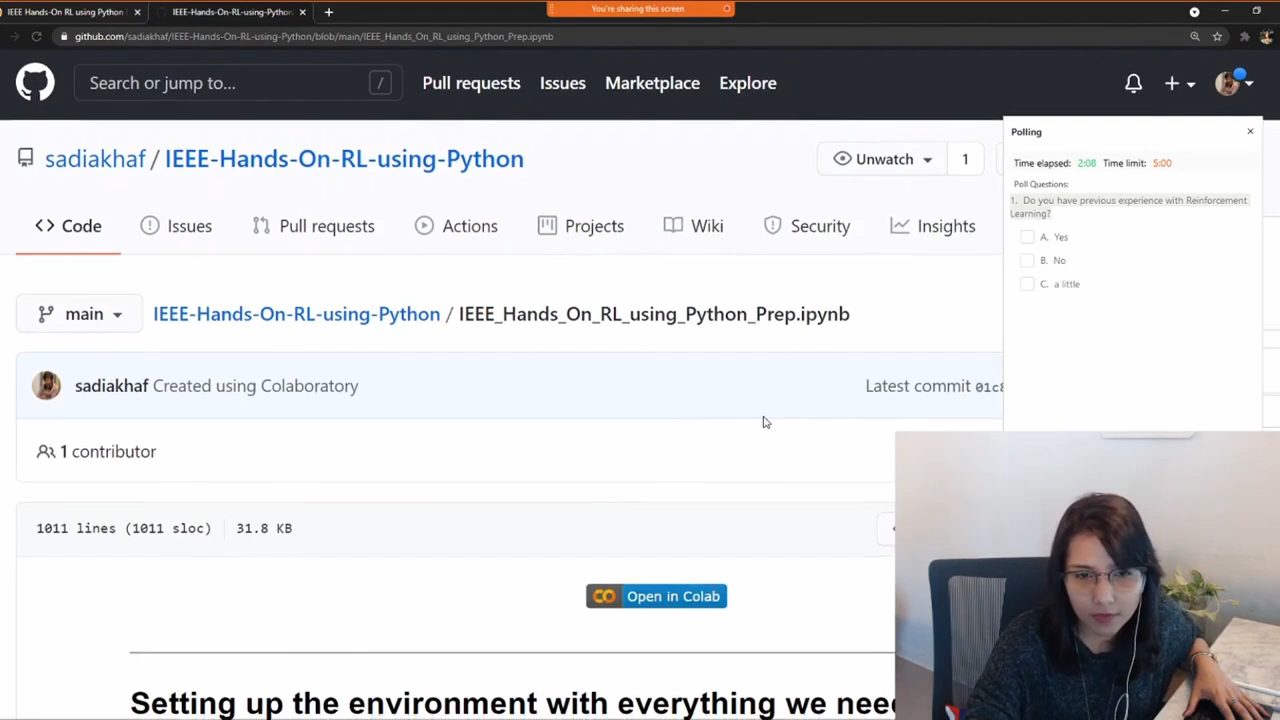 IEEE Hands-On RL using Python
IEEE-Hands-On-RL-using-Python
You're sharing this screen
github.com/sadiakhaf/IEEE-Hands-On-RL-using-Python/blob/main/IEEE_Hands_On_RL_using_Python_Prep.ipynb
Search or jump to...
/
Pull requests
Issues
Marketplace
Explore
sadiakhaf / IEEE-Hands-On-RL-using-Python
Unwatch
1
Code
Issues
Pull requests
Actions
Projects
Wiki
Security
Insights
main
IEEE-Hands-On-RL-using-Python / IEEE_Hands_On_RL_using_Python_Prep.ipynb
sadiakhaf Created using Colaboratory
Latest commit 01c8
1 contributor
1011 lines (1011 sloc)
31.8 KB
Open in Colab
Setting up the environment with everything we need
Polling
Time elapsed: 2:08 Time limit: 5:00
Poll Questions:
1. Do you have previous experience with Reinforcement
Learning?
A. Yes
B. No
C. a little